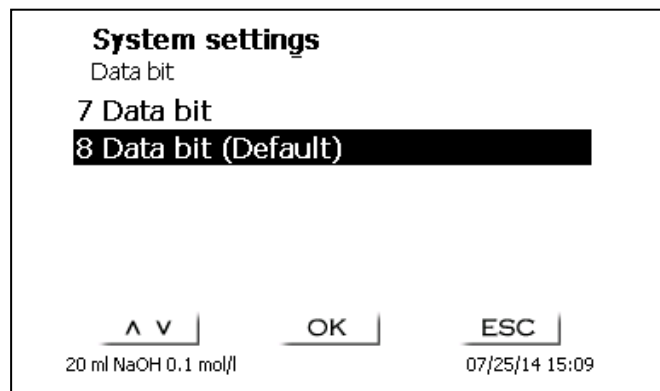 System settings
Data bit
7 Data bit
8 Data bit (Default)
∧ ∨ OK ESC
20 ml NaOH 0.1 mol/l 07/25/14 15:09